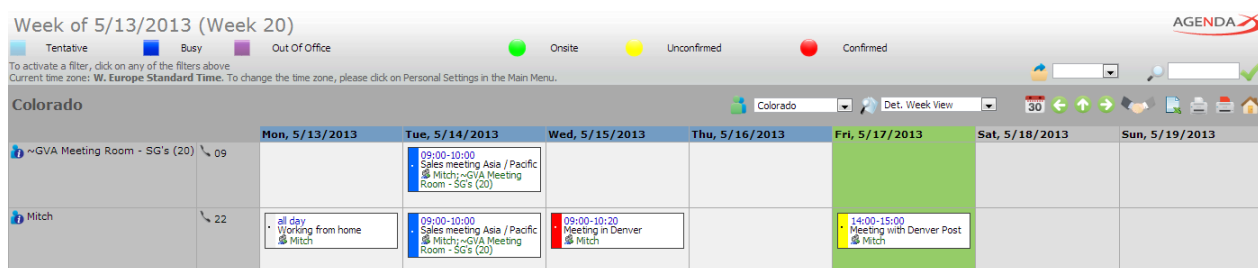 Week of 5/13/2013 (Week 20)
AGENDAX
Tentative Busy Out Of Office Onsite Unconfirmed Confirmed
To activate a filter, click on any of the filters above
Current time zone: W. Europe Standard Time. To change the time zone, please click on Personal Settings in the Main Menu.
Colorado Colorado Det. Week View 30
Mon, 5/13/2013 Tue, 5/14/2013 Wed, 5/15/2013 Thu, 5/16/2013 Fri, 5/17/2013 Sat, 5/18/2013 Sun, 5/19/2013
~GVA Meeting Room - SG's (20) 09
09:00-10:00
Sales meeting Asia / Pacific
Mitch;~GVA Meeting
Room - SG's (20)
Mitch 22
all day
Working from home
Mitch
09:00-10:00
Sales meeting Asia / Pacific
Mitch;~GVA Meeting
Room - SG's (20)
09:00-10:20
Meeting in Denver
Mitch
14:00-15:00
Meeting with Denver Post
Mitch